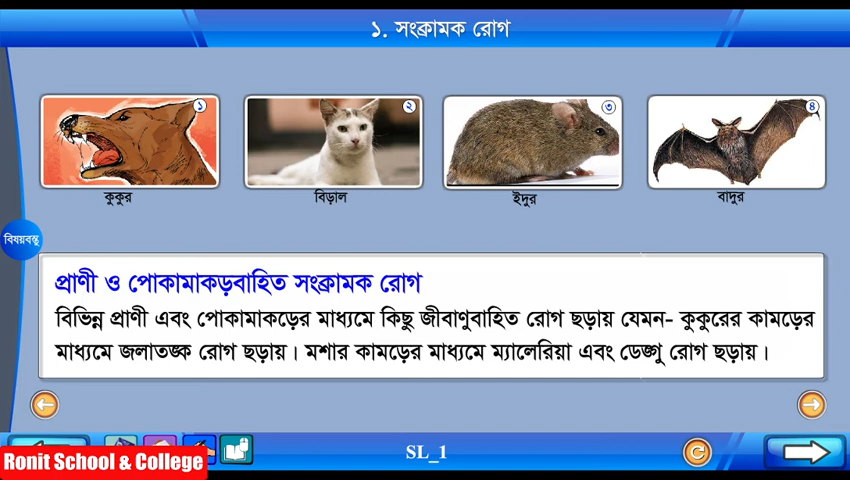 ১. সংক্রামক রোগ
১
২
৩
৪
কুকুর
বিড়াল
ইদুর
বাদুর
বিষয়বস্তু
প্রাণী ও পোকামাকড়বাহিত সংক্রামক রোগ
বিভিন্ন প্রাণী এবং পোকামাকড়ের মাধ্যমে কিছু জীবাণুবাহিত রোগ ছড়ায় যেমন- কুকুরের কামড়ের
মাধ্যমে জলাতঙ্ক রোগ ছড়ায়। মশার কামড়ের মাধ্যমে ম্যালেরিয়া এবং ডেঙ্গু রোগ ছড়ায়।
SL_1
Ronit School & College